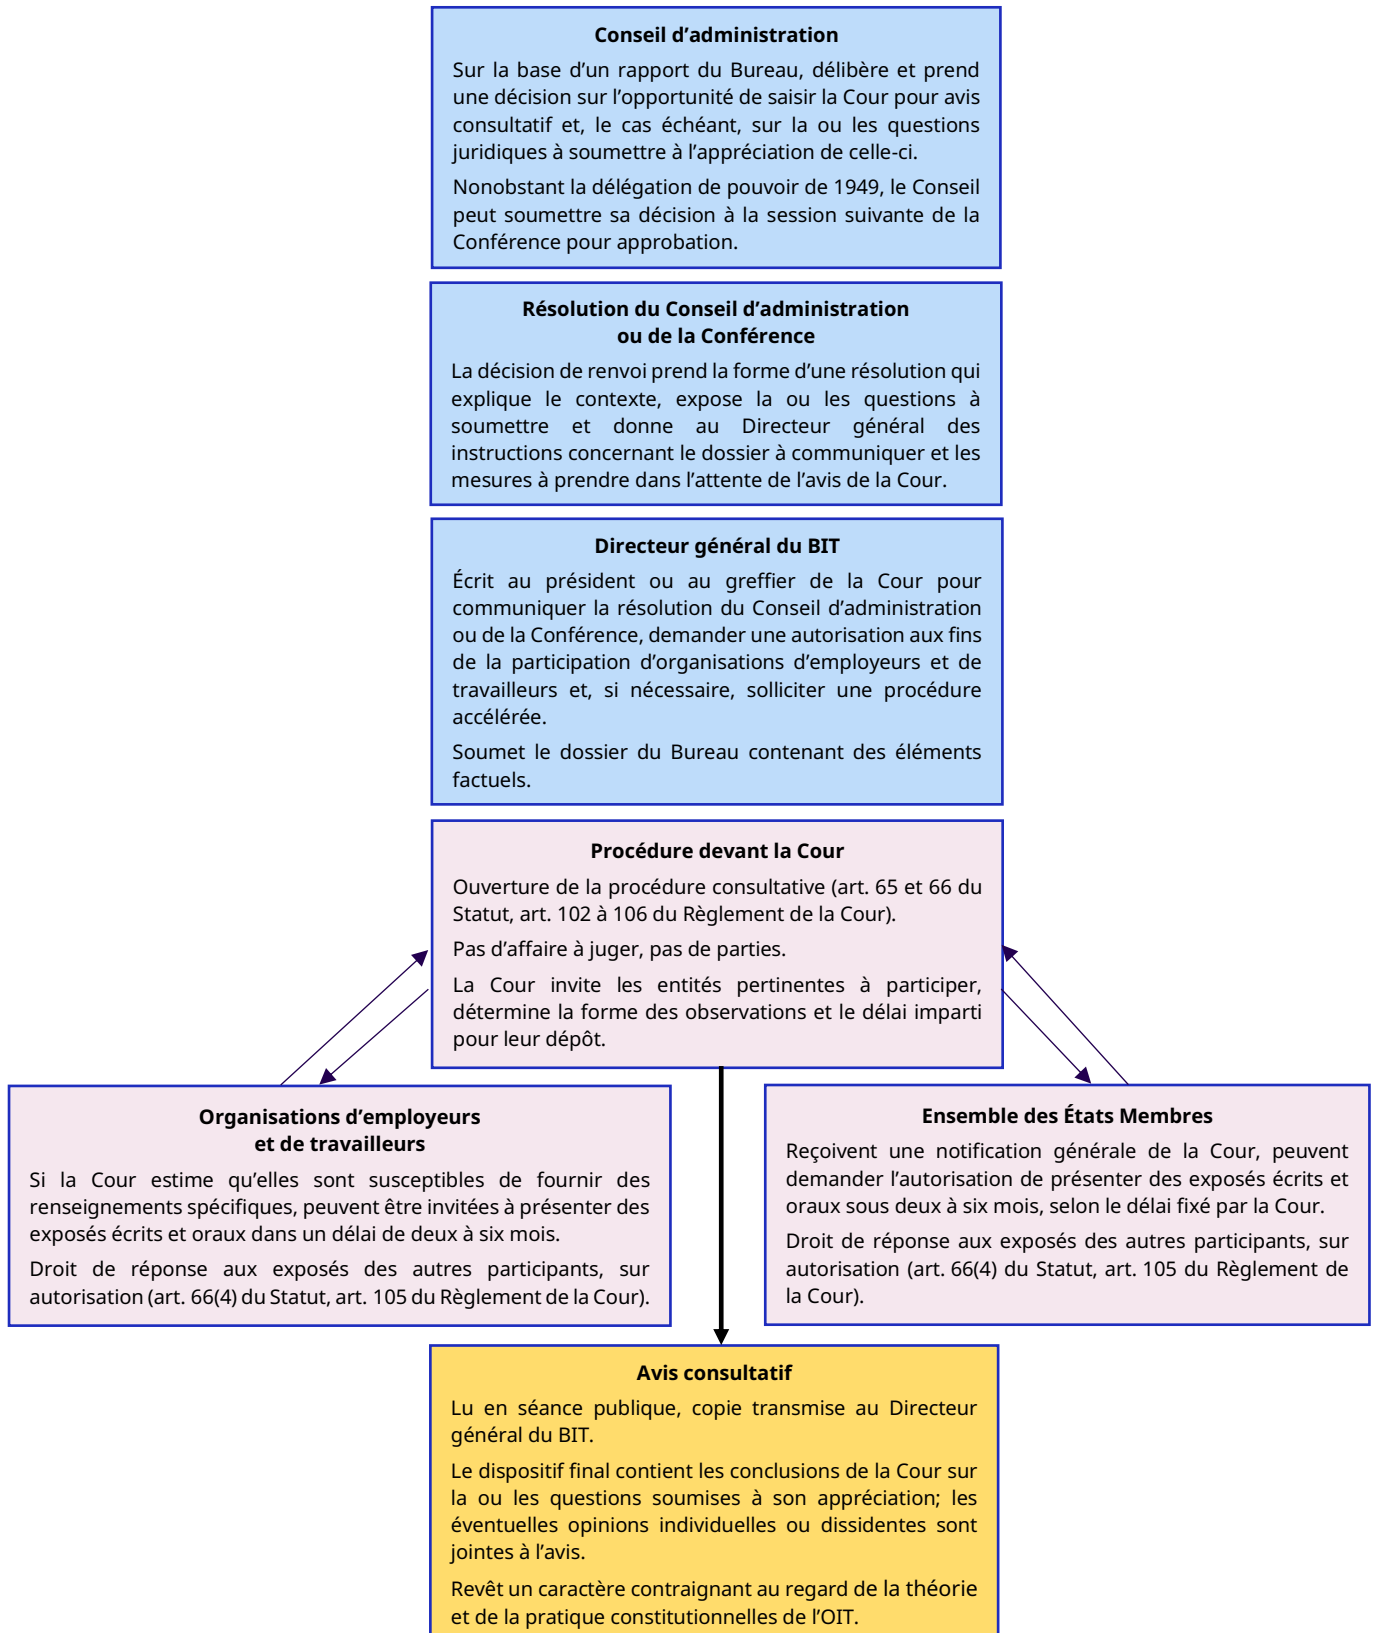 Conseil d’administration
Sur la base d’un rapport du Bureau, délibère et prend
une décision sur l’opportunité de saisir la Cour pour avis
consultatif et, le cas échéant, sur la ou les questions
juridiques à soumettre à l’appréciation de celle-ci.
Nonobstant la délégation de pouvoir de 1949, le Conseil
peut soumettre sa décision à la session suivante de la
Conférence pour approbation.
Résolution du Conseil d’administration
ou de la Conférence
La décision de renvoi prend la forme d’une résolution qui
explique le contexte, expose la ou les questions à
soumettre et donne au Directeur général des
instructions concernant le dossier à communiquer et les
mesures à prendre dans l’attente de l’avis de la Cour.
Directeur général du BIT
Écrit au président ou au greffier de la Cour pour
communiquer la résolution du Conseil d’administration
ou de la Conférence, demander une autorisation aux fins
de la participation d’organisations d’employeurs et de
travailleurs et, si nécessaire, solliciter une procédure
accélérée.
Soumet le dossier du Bureau contenant des éléments
factuels.
Procédure devant la Cour
Ouverture de la procédure consultative (art. 65 et 66 du
Statut, art. 102 à 106 du Règlement de la Cour).
Pas d’affaire à juger, pas de parties.
La Cour invite les entités pertinentes à participer,
détermine la forme des observations et le délai imparti
pour leur dépôt.
Organisations d’employeurs
et de travailleurs
Si la Cour estime qu’elles sont susceptibles de fournir des
renseignements spécifiques, peuvent être invitées à présenter des
exposés écrits et oraux dans un délai de deux à six mois.
Droit de réponse aux exposés des autres participants, sur
autorisation (art. 66(4) du Statut, art. 105 du Règlement de la Cour).
Ensemble des États Membres
Reçoivent une notification générale de la Cour, peuvent
demander l’autorisation de présenter des exposés écrits et
oraux sous deux à six mois, selon le délai fixé par la Cour.
Droit de réponse aux exposés des autres participants, sur
autorisation (art. 66(4) du Statut, art. 105 du Règlement de
la Cour).
Avis consultatif
Lu en séance publique, copie transmise au Directeur
général du BIT.
Le dispositif final contient les conclusions de la Cour sur
la ou les questions soumises à son appréciation; les
éventuelles opinions individuelles ou dissidentes sont
jointes à l’avis.
Revêt un caractère contraignant au regard de la théorie
et de la pratique constitutionnelles de l’OIT.